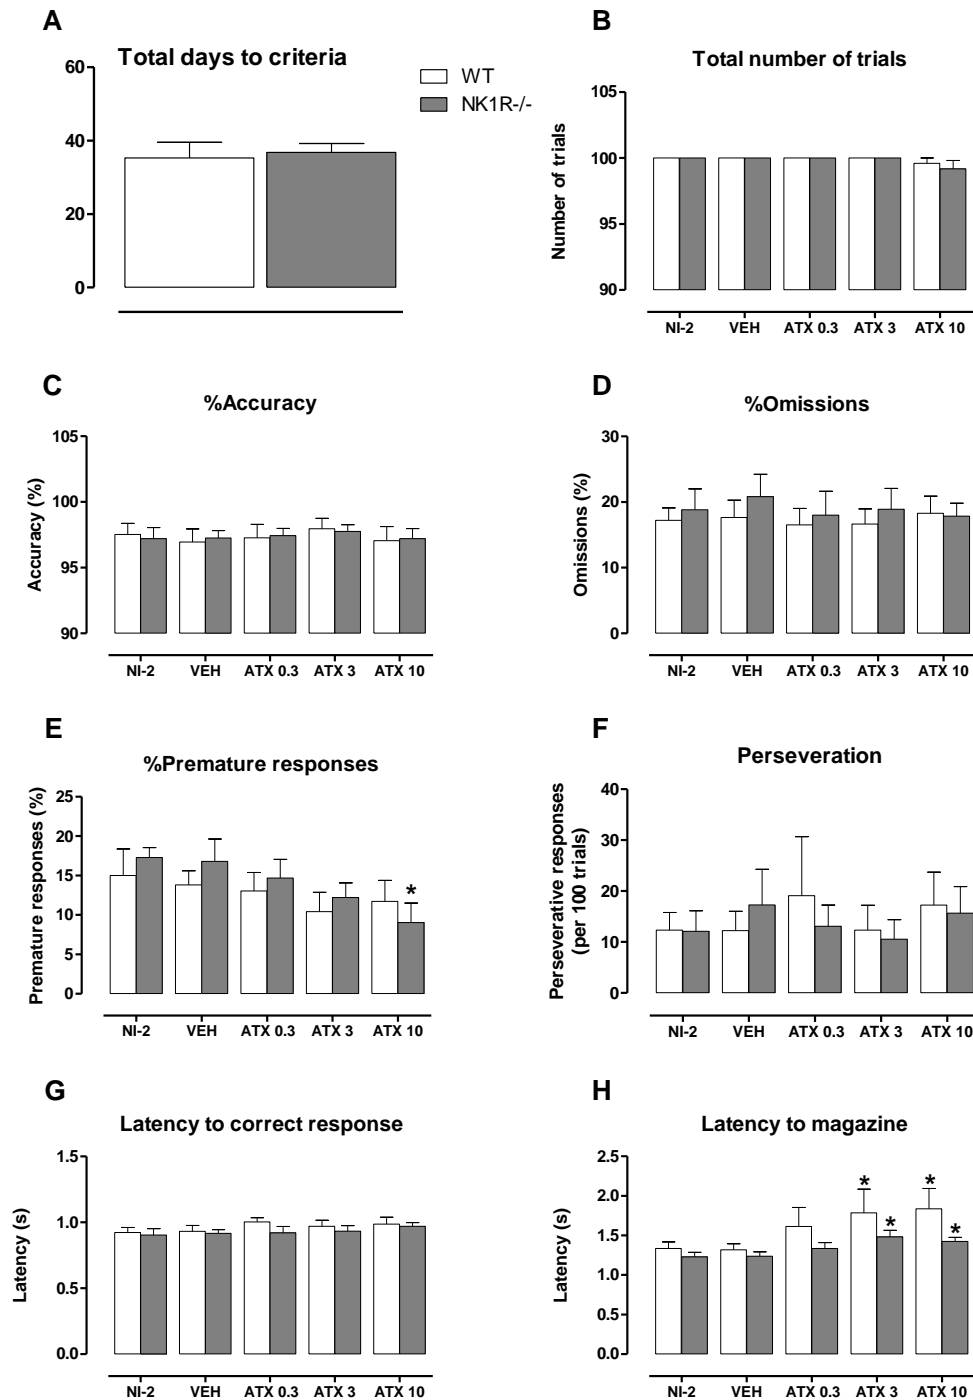 A
Total days to criteria
60
40
20
0
WT
NK1R-/-
B
Total number of trials
Number of trials
105
100
95
90
NI-2 VEH ATX 0.3 ATX 3 ATX 10
C
%Accuracy
Accuracy (%)
105
100
95
90
NI-2 VEH ATX 0.3 ATX 3 ATX 10
D
%Omissions
Omissions (%)
30
20
10
0
NI-2 VEH ATX 0.3 ATX 3 ATX 10
E
%Premature responses
Premature responses (%)
25
20
15
10
5
0
*
NI-2 VEH ATX 0.3 ATX 3 ATX 10
F
Perseveration
Perseverative responses
(per 100 trials)
40
30
20
10
0
NI-2 VEH ATX 0.3 ATX 3 ATX 10
G
Latency to correct response
Latency (s)
1.5
1.0
0.5
0.0
NI-2 VEH ATX 0.3 ATX 3 ATX 10
H
Latency to magazine
Latency (s)
2.5
2.0
1.5
1.0
0.5
0.0
* * * *
NI-2 VEH ATX 0.3 ATX 3 ATX 10